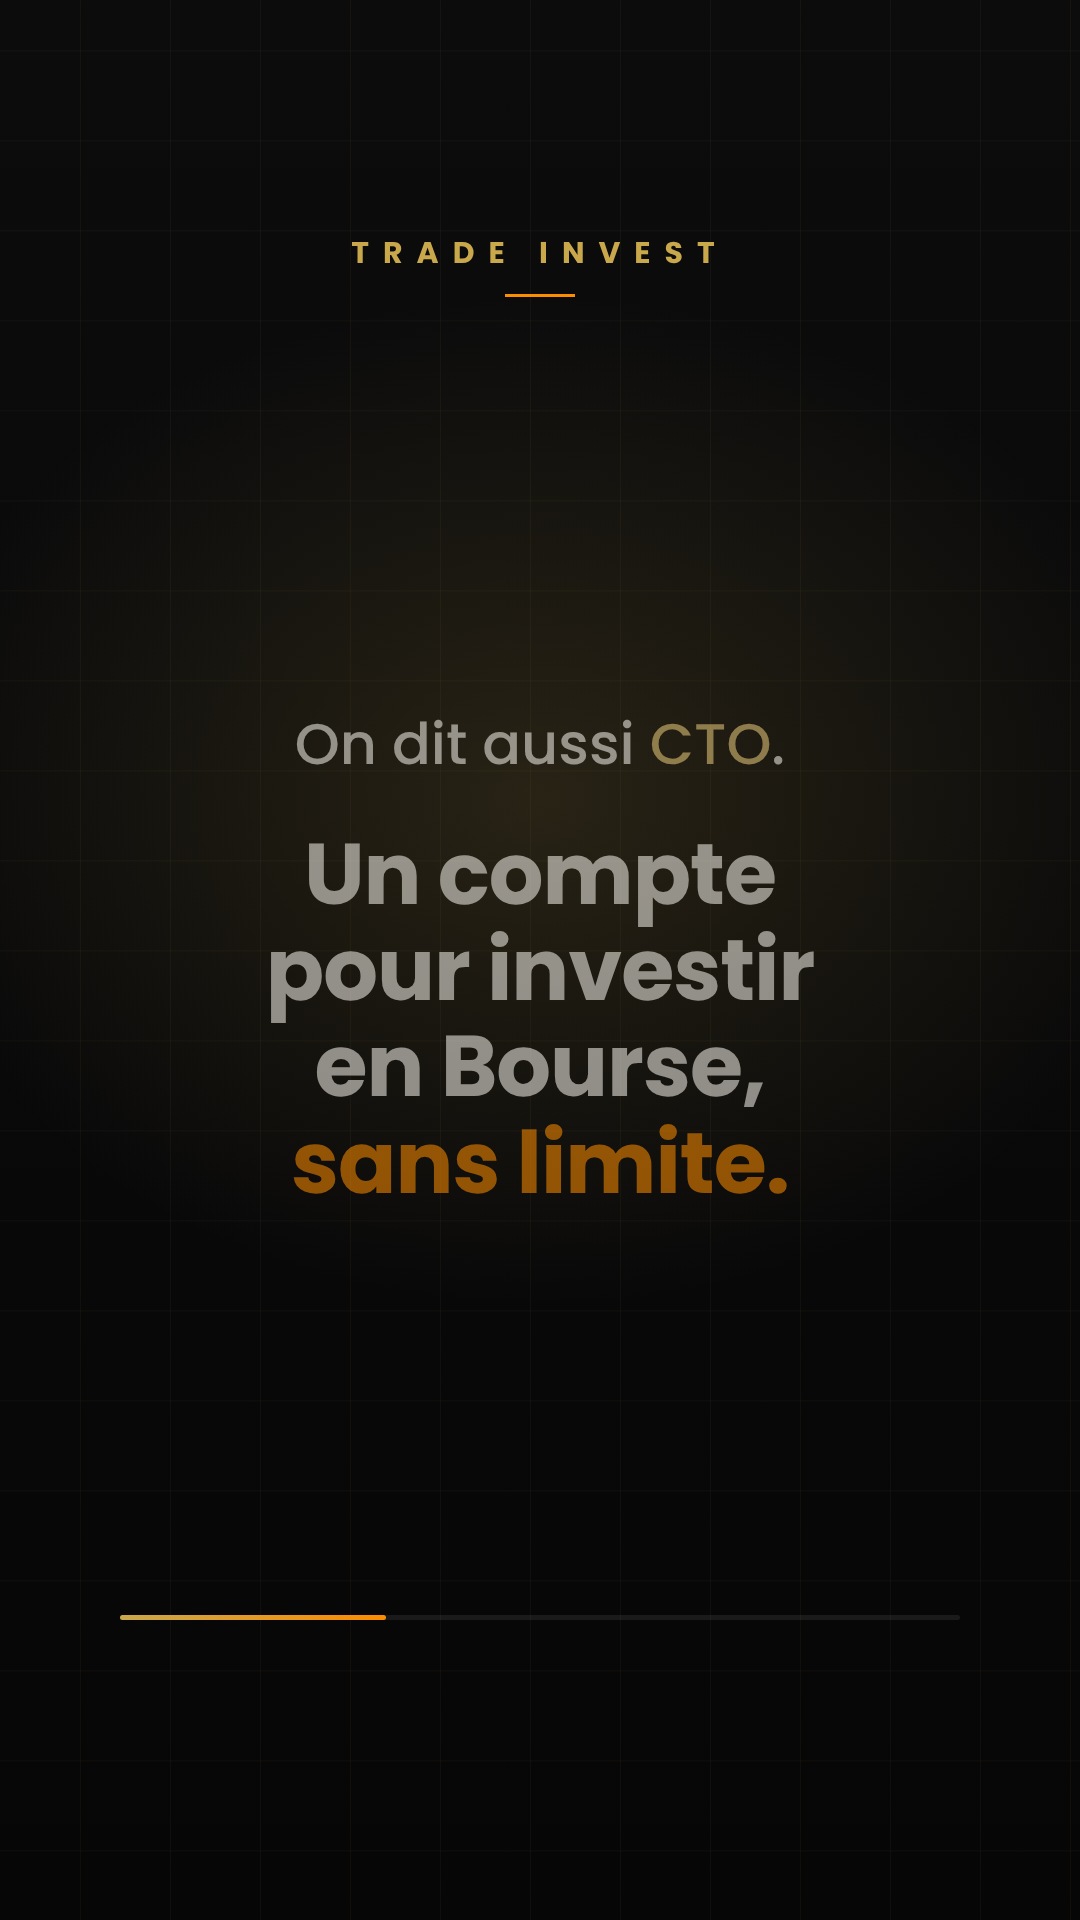 TRADE INVEST
On dit aussi CTO.
Un compte
pour investir
en Bourse,
sans limite.